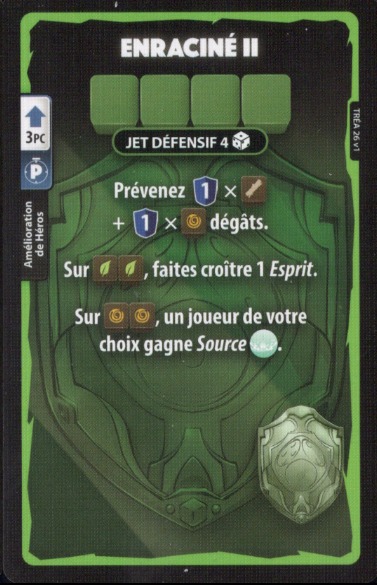 ENRACINÉ II
JET DÉFENSIF 4
3PC
P
Amélioration
de Héros
TRÉA 26 v1
Prévenez 1 ×
+ 1 × dégâts.
Sur , faites croître 1 Esprit.
Sur , un joueur de votre
choix gagne Source .